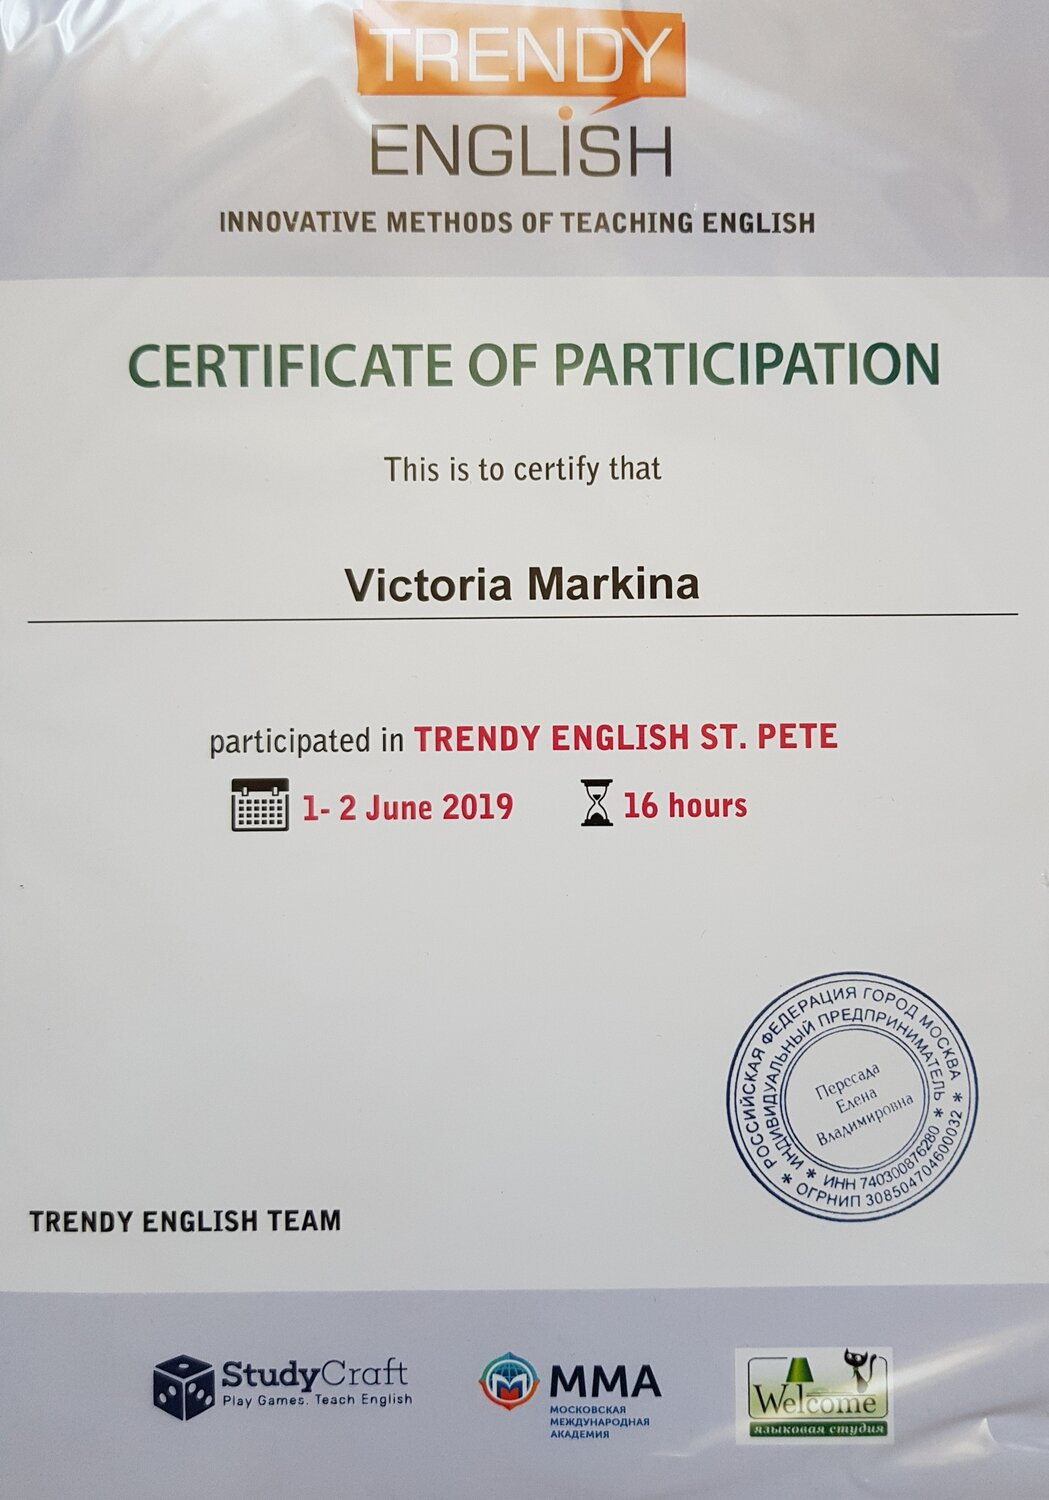 TRENDY
ENGLISH
INNOVATIVE METHODS OF TEACHING ENGLISH
CERTIFICATE OF PARTICIPATION
This is to certify that
Victoria Markina
participated in TRENDY ENGLISH ST. PETE
1- 2 June 2019 16 hours
РОССИЙСКАЯ ФЕДЕРАЦИЯ ГОРОД МОСКВА
* ОГРНИП 308504704600032 *
ИНДИВИДУАЛЬНЫЙ ПРЕДПРИНИМАТЕЛЬ
* ИНН 740300876280 *
Пересада
Елена
Владимировна
TRENDY ENGLISH TEAM
StudyCraft
Play Games. Teach English
ММА
МОСКОВСКАЯ
МЕЖДУНАРОДНАЯ
АКАДЕМИЯ
Welcome
языковая студия